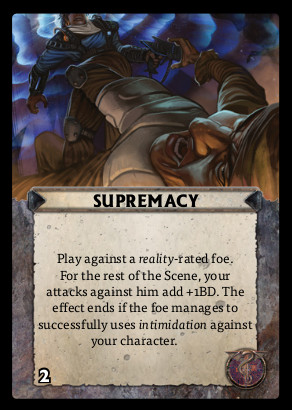 SUPREMACY
Play against a reality-rated foe.
For the rest of the Scene, your
attacks against him add +1BD. The
effect ends if the foe manages to
successfully uses intimidation against
your character.
2